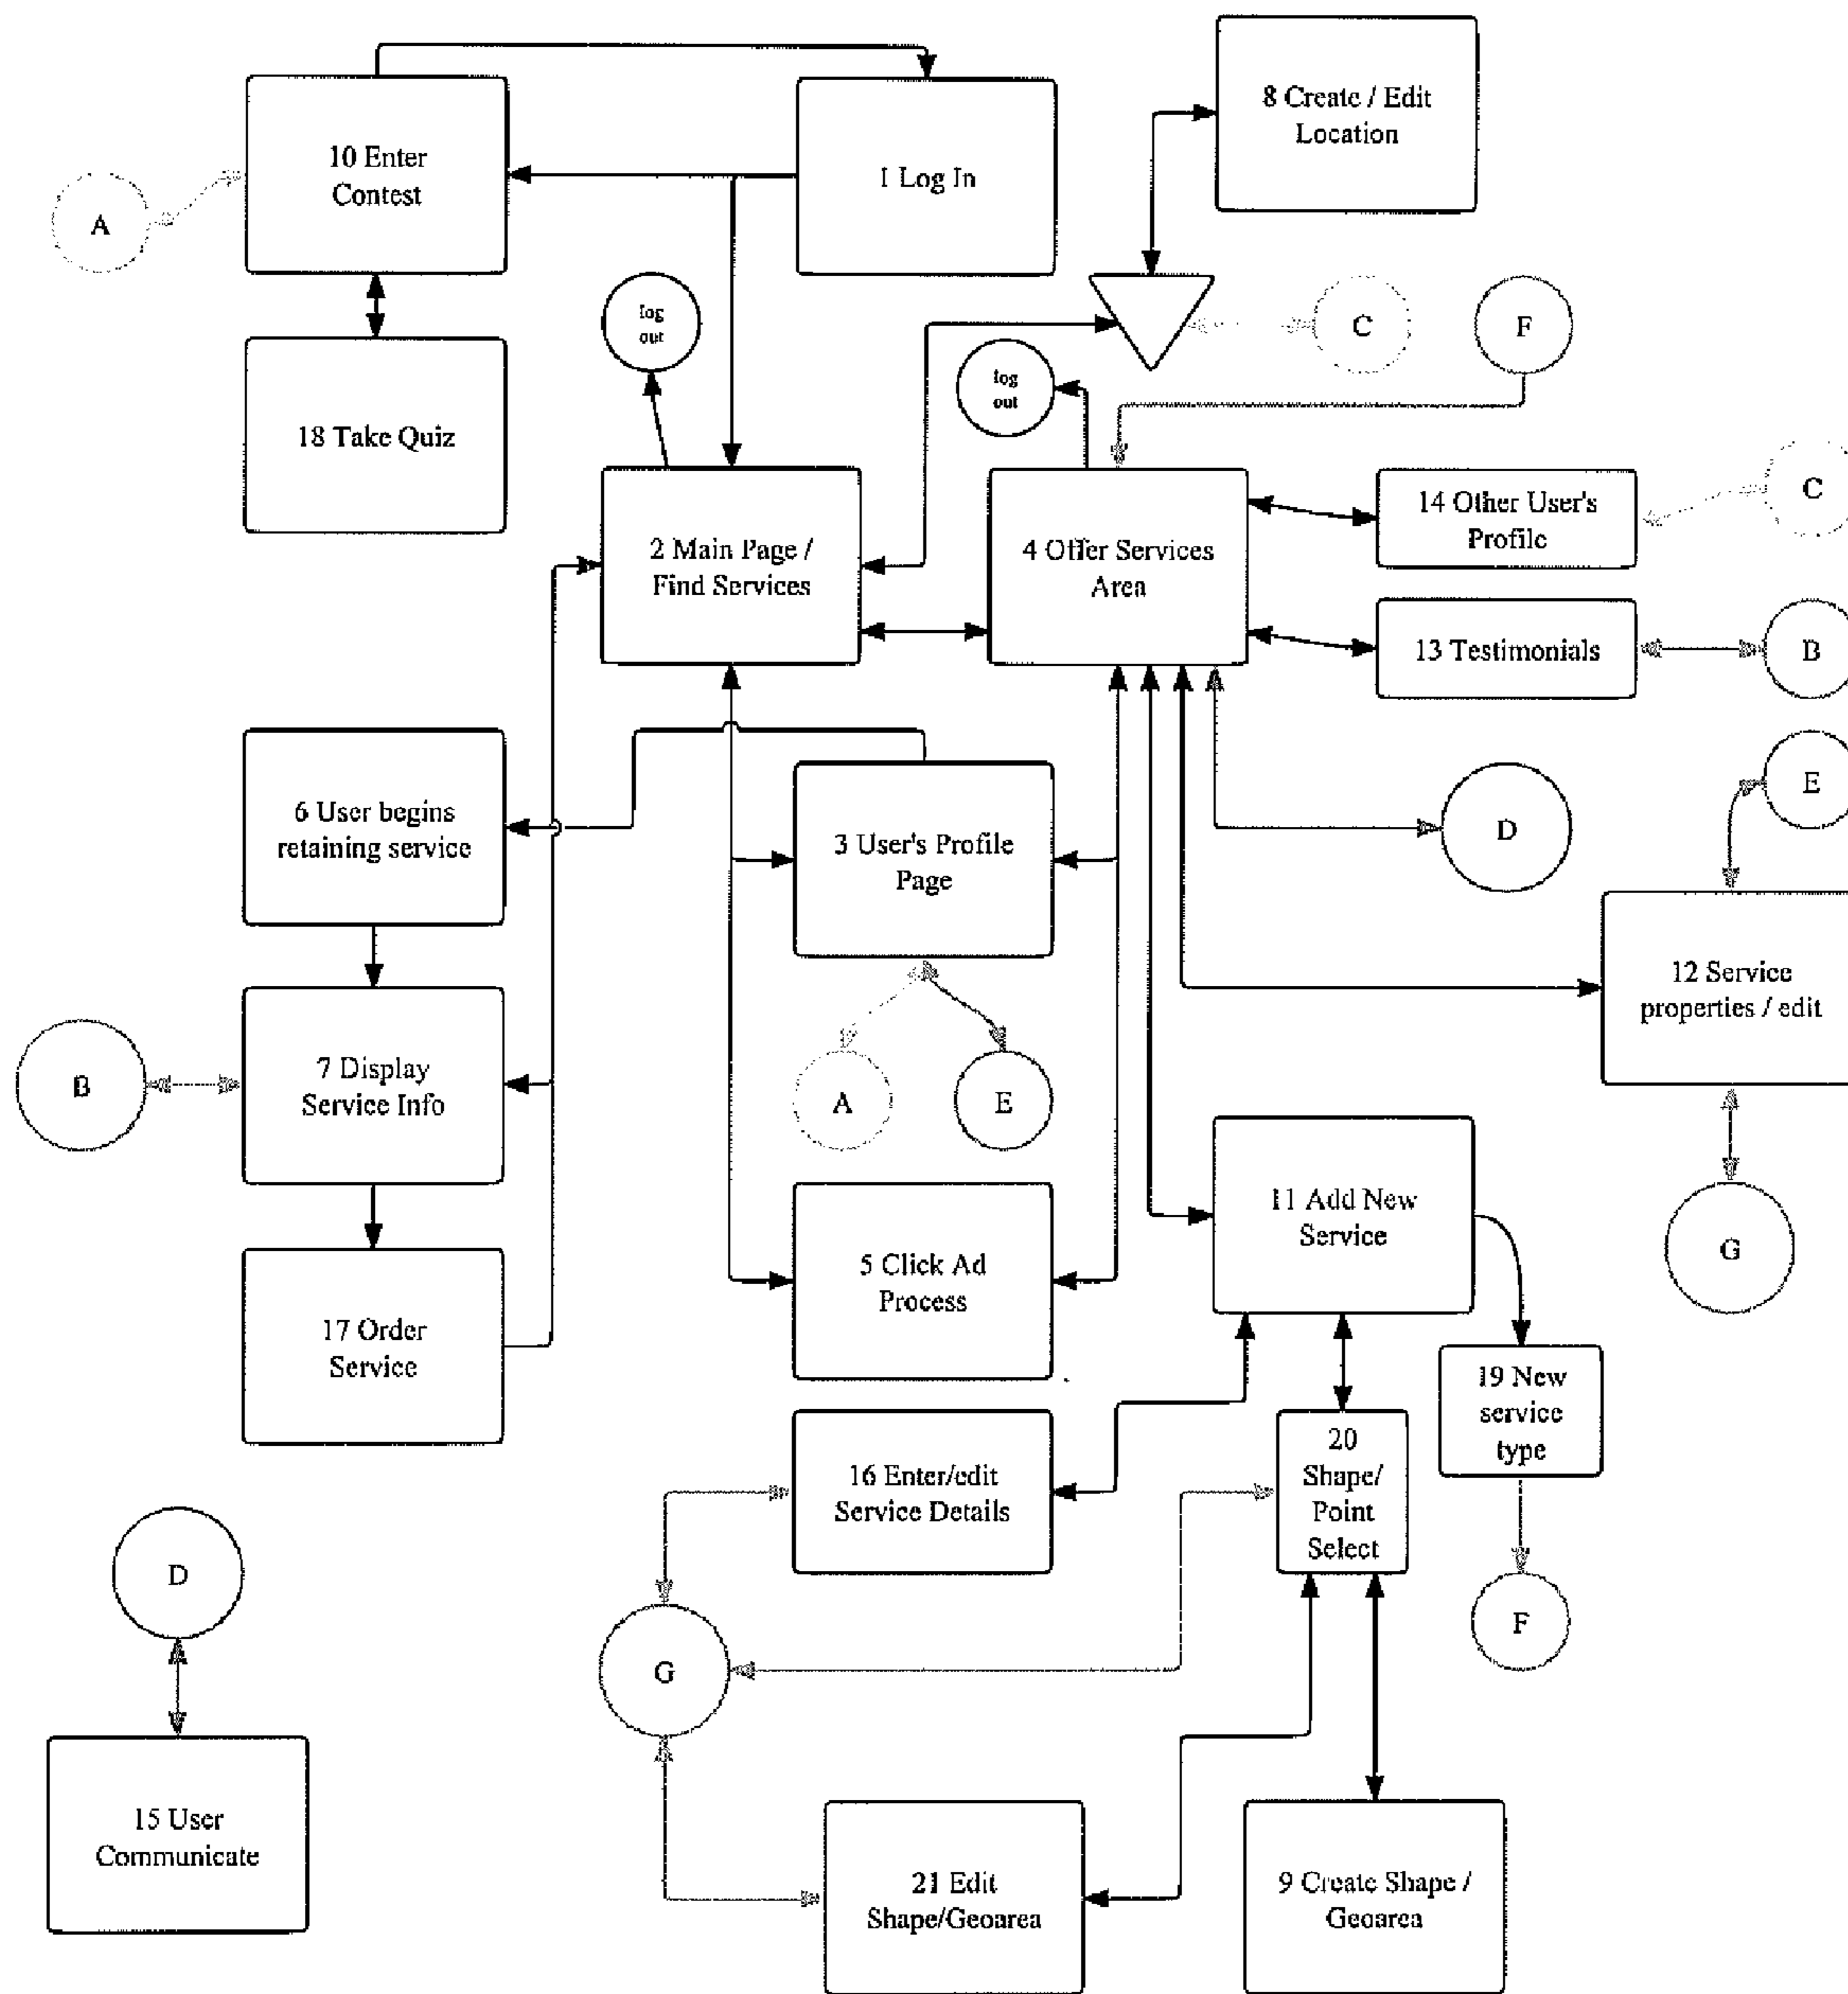 8 Create / Edit
Location
10 Enter
Contest
1 Log In
A
log
out
C
F
log
out
18 Take Quiz
14 Other User's
Profile
C
2 Main Page /
Find Services
4 Offer Services
Area
13 Testimonials
B
E
6 User begins
retaining service
3 User's Profile
Page
D
12 Service
properties / edit
B
7 Display
Service Info
A
E
11 Add New
Service
G
5 Click Ad
Process
17 Order
Service
19 New
service
type
16 Enter/edit
Service Details
20
Shape/
Point
Select
D
F
G
15 User
Communicate
21 Edit
Shape/Geoarea
9 Create Shape /
Geoarea